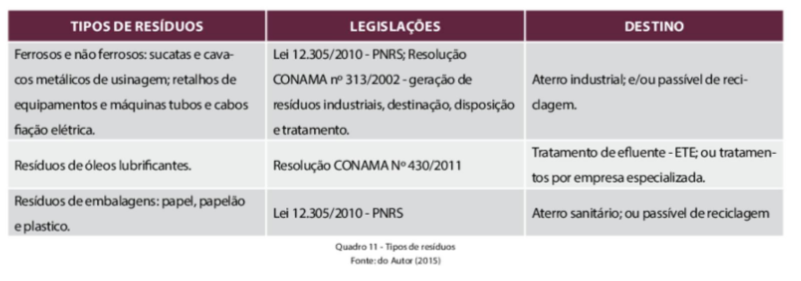 TIPOS DE RESÍDUOS
LEGISLAÇÕES
DESTINO
Ferrosos e não ferrosos: sucatas e cava-
cos metálicos de usinagem; retalhos de
equipamentos e máquinas tubos e cabos
fiação elétrica.
Lei 12.305/2010 - PNRS; Resolução
CONAMA nº 313/2002 - geração de
resíduos industriais, destinação, disposição
e tratamento.
Aterro industrial; e/ou passível de reci-
clagem.
Resíduos de óleos lubrificantes.
Resolução CONAMA Nº 430/2011
Tratamento de efluente - ETE; ou tratamen-
tos por empresa especializada.
Resíduos de embalagens: papel, papelão
e plastico.
Lei 12.305/2010 - PNRS
Aterro sanitário; ou passível de reciclagem
Quadro 11 - Tipos de resíduos
Fonte: do Autor (2015)